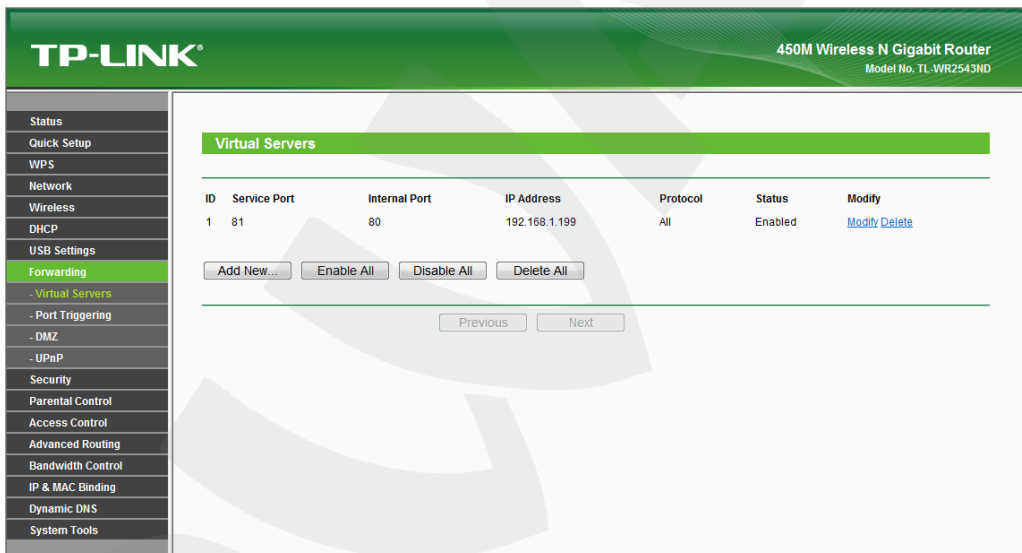 TP-LINK®
450M Wireless N Gigabit Router
Model No. TL-WR2543ND
Status
Quick Setup
WPS
Network
Wireless
DHCP
USB Settings
Forwarding
- Virtual Servers
- Port Triggering
- DMZ
- UPnP
Security
Parental Control
Access Control
Advanced Routing
Bandwidth Control
IP & MAC Binding
Dynamic DNS
System Tools
Virtual Servers
ID Service Port Internal Port IP Address Protocol Status Modify
1 81 80 192.168.1.199 All Enabled Modify Delete
Add New... Enable All Disable All Delete All
Previous Next